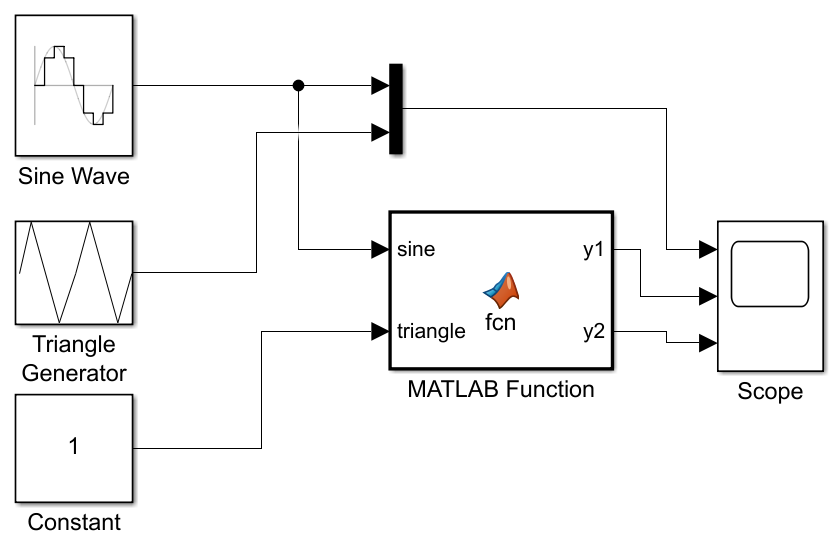 Sine Wave
Triangle
Generator
1
Constant
sine
triangle
fcn
y1
y2
MATLAB Function
Scope